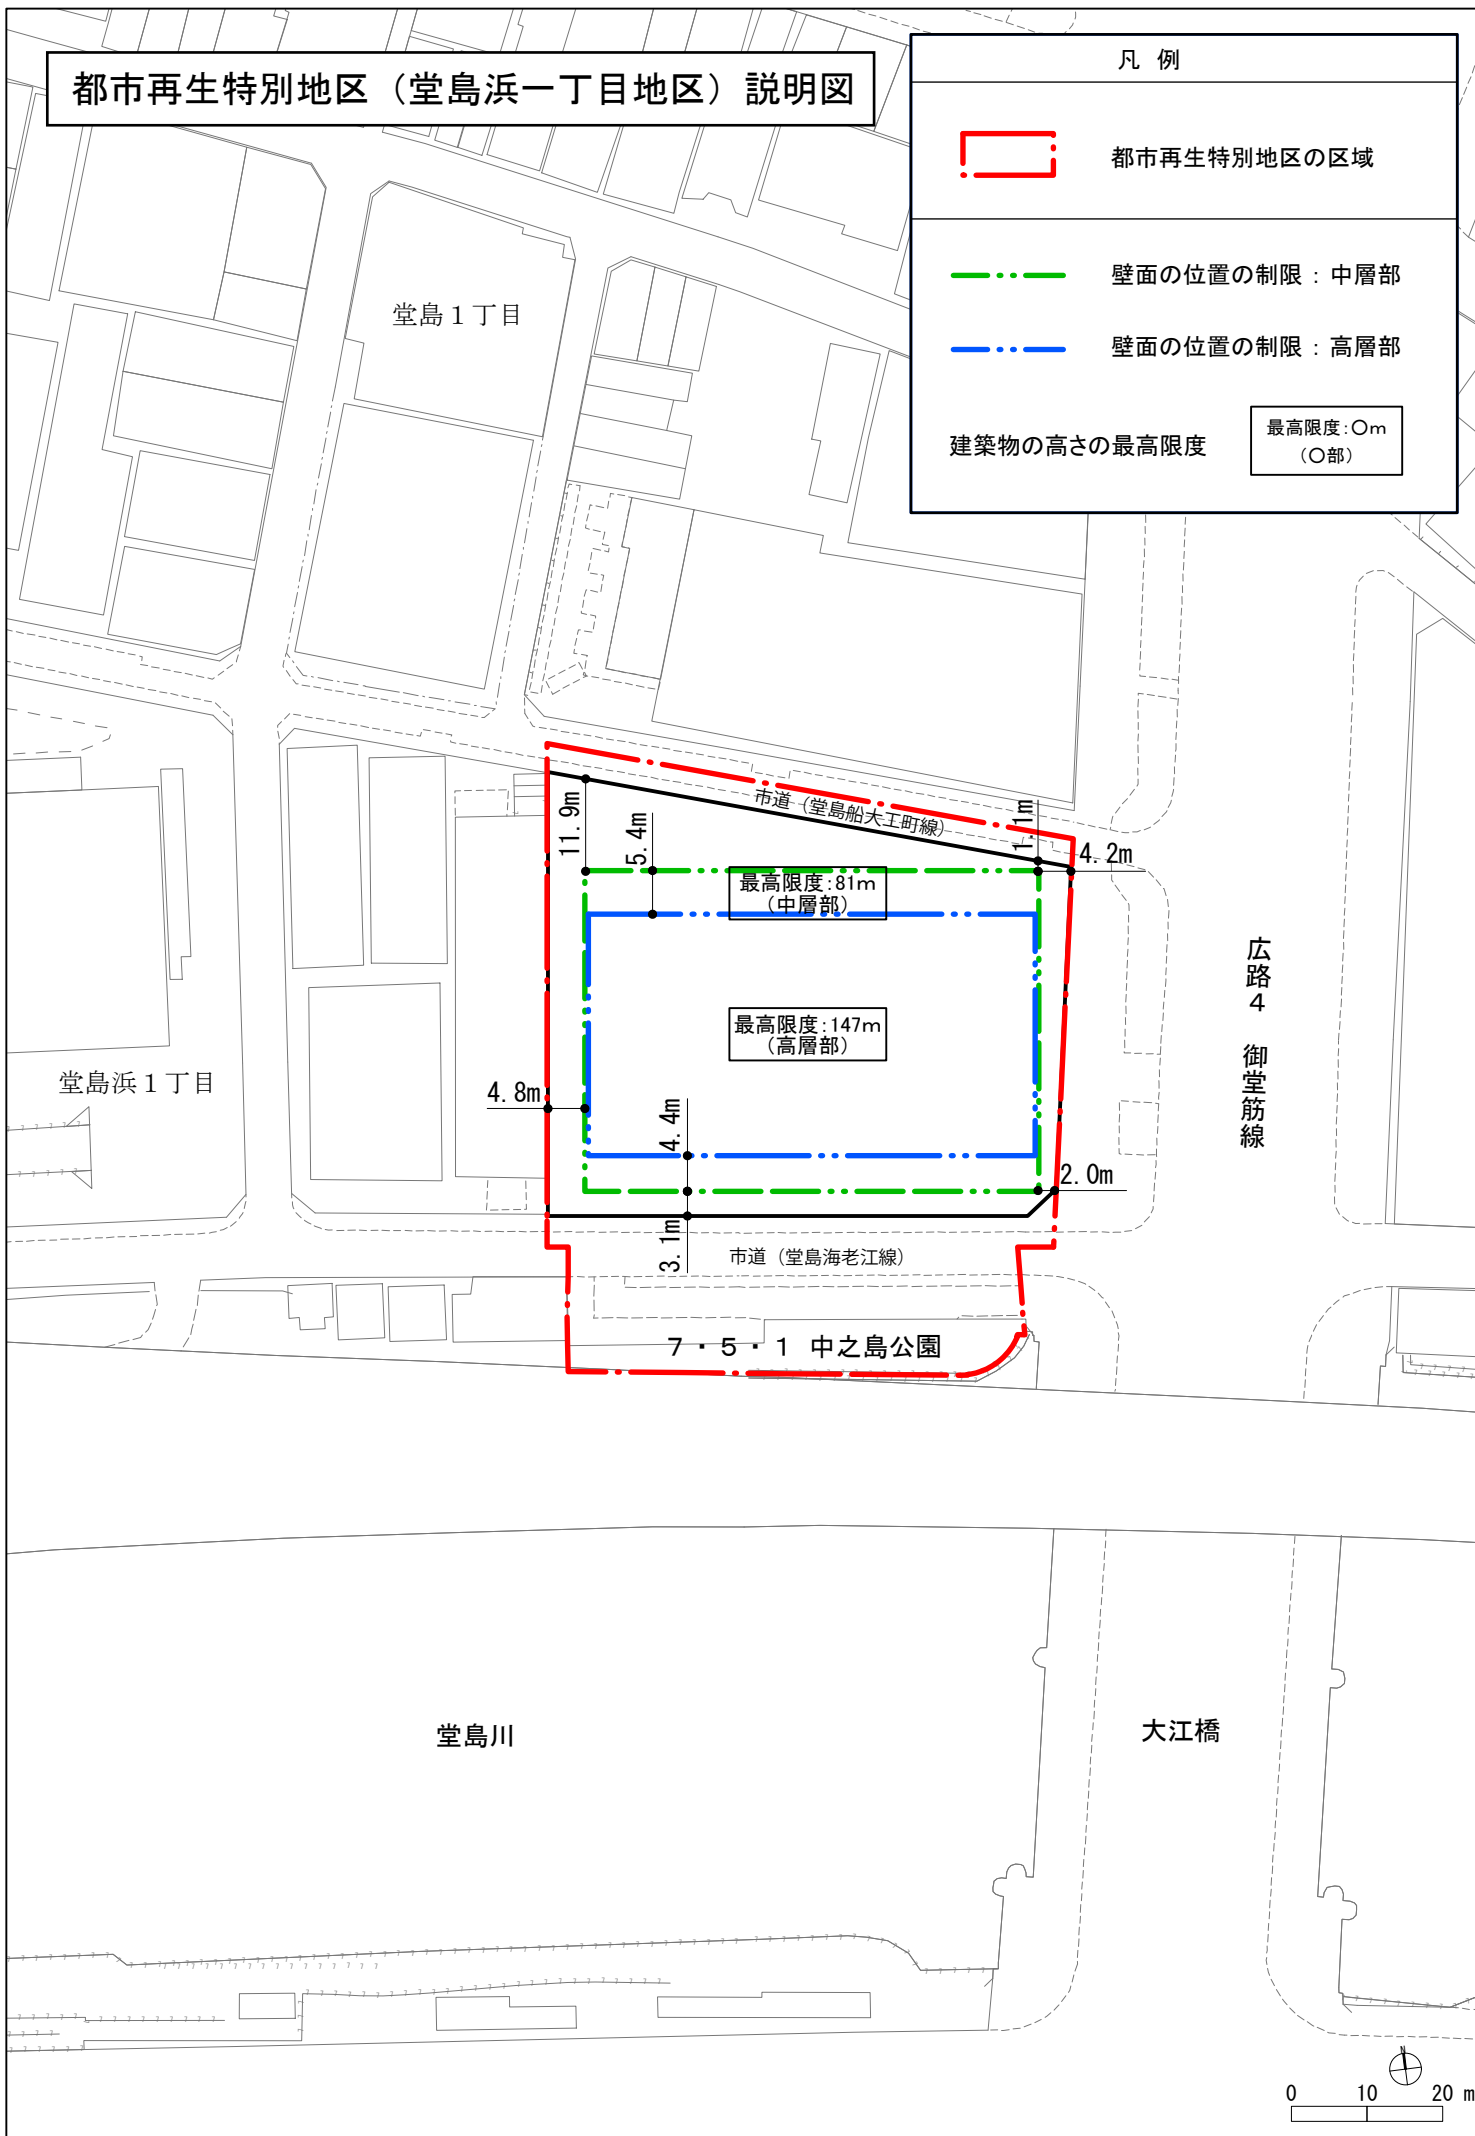 都市再生特別地区（堂島浜一丁目地区）説明図
凡 例
都市再生特別地区の区域
壁面の位置の制限：中層部
壁面の位置の制限：高層部
建築物の高さの最高限度
最高限度：〇m
（〇部）
堂島１丁目
市道（堂島船大工町線）
11.9m
5.4m
1.1m
4.2m
最高限度：81m
（中層部）
最高限度：147m
（高層部）
広路４　御堂筋線
堂島浜１丁目
4.8m
4.4m
2.0m
3.1m
市道（堂島海老江線）
７・５・１ 中之島公園
堂島川
大江橋
N
0 10 20 m